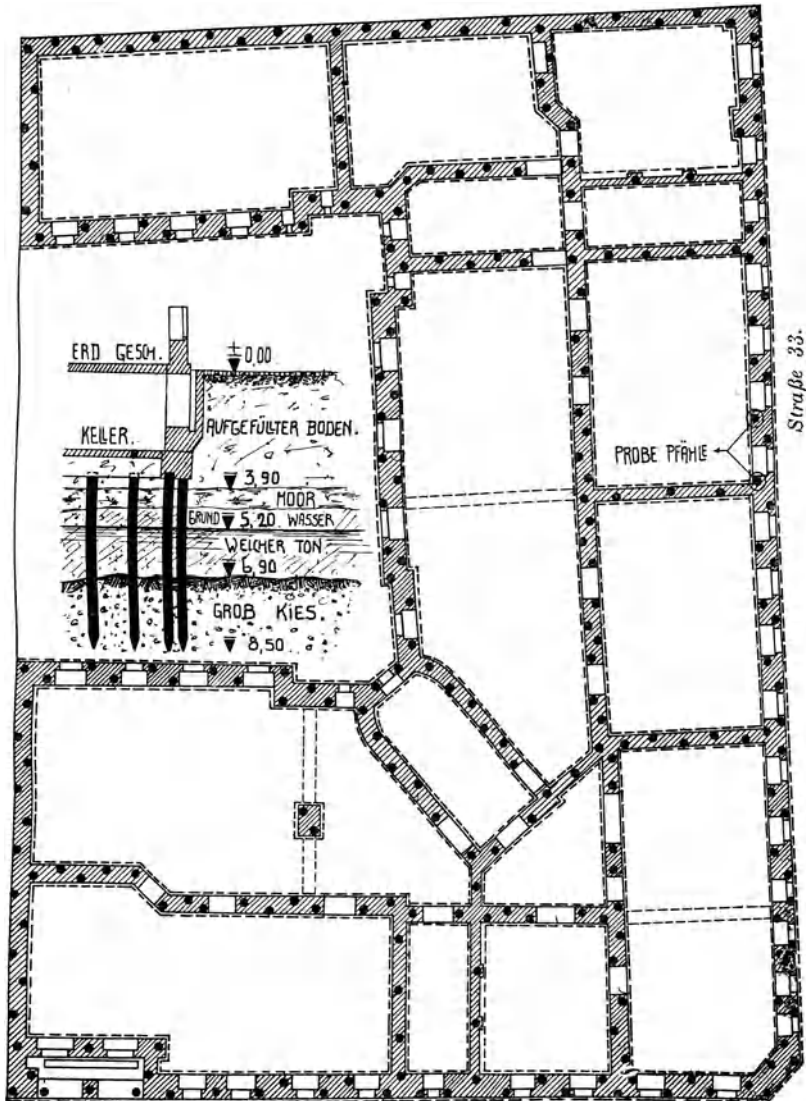 ERD GESCH.
± 0,00
AUFGEFÜLLTER BODEN.
KELLER.
3,90
MOOR
GRUND 5,20 WASSER
WEICHER TON
6,90
GROB KIES.
8,50
PROBE PFÄHLE
Straße 33.